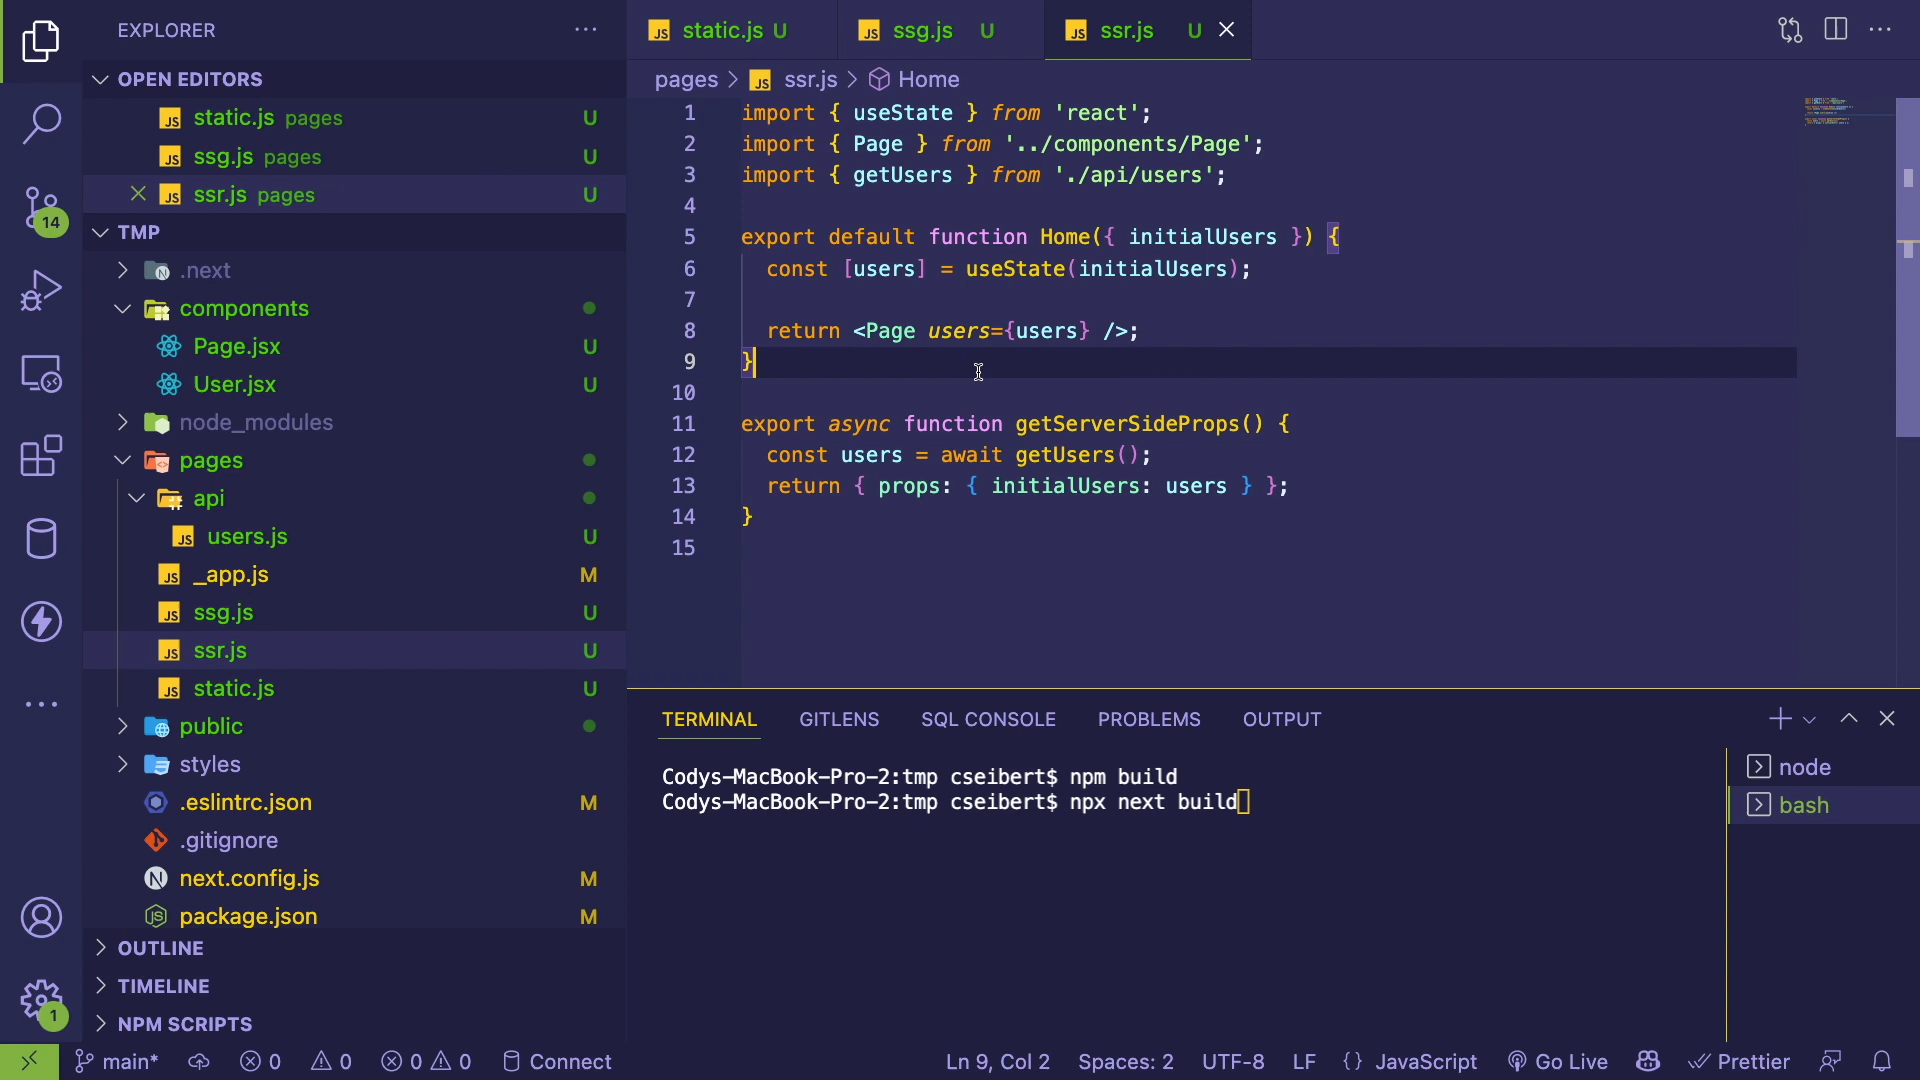 EXPLORER
OPEN EDITORS
static.js pages U
ssg.js pages U
ssr.js pages U
TMP
.next
components
Page.jsx U
User.jsx U
node_modules
pages
api
users.js U
_app.js M
ssg.js U
ssr.js U
static.js U
public
styles
.eslintrc.json M
.gitignore
next.config.js M
package.json M
OUTLINE
TIMELINE
NPM SCRIPTS
14
1
static.js U
ssg.js U
ssr.js U
pages > ssr.js > Home
1 import { useState } from 'react';
2 import { Page } from '../components/Page';
3 import { getUsers } from './api/users';
4
5 export default function Home({ initialUsers }) {
6 const [users] = useState(initialUsers);
7
8 return <Page users={users} />;
9 }
10
11 export async function getServerSideProps() {
12 const users = await getUsers();
13 return { props: { initialUsers: users } };
14 }
15
TERMINAL GITLENS SQL CONSOLE PROBLEMS OUTPUT
Codys-MacBook-Pro-2:tmp cseibert$ npm build
Codys-MacBook-Pro-2:tmp cseibert$ npx next build
node
bash
main* 0 0 0 0 Connect Ln 9, Col 2 Spaces: 2 UTF-8 LF {} JavaScript Go Live Prettier